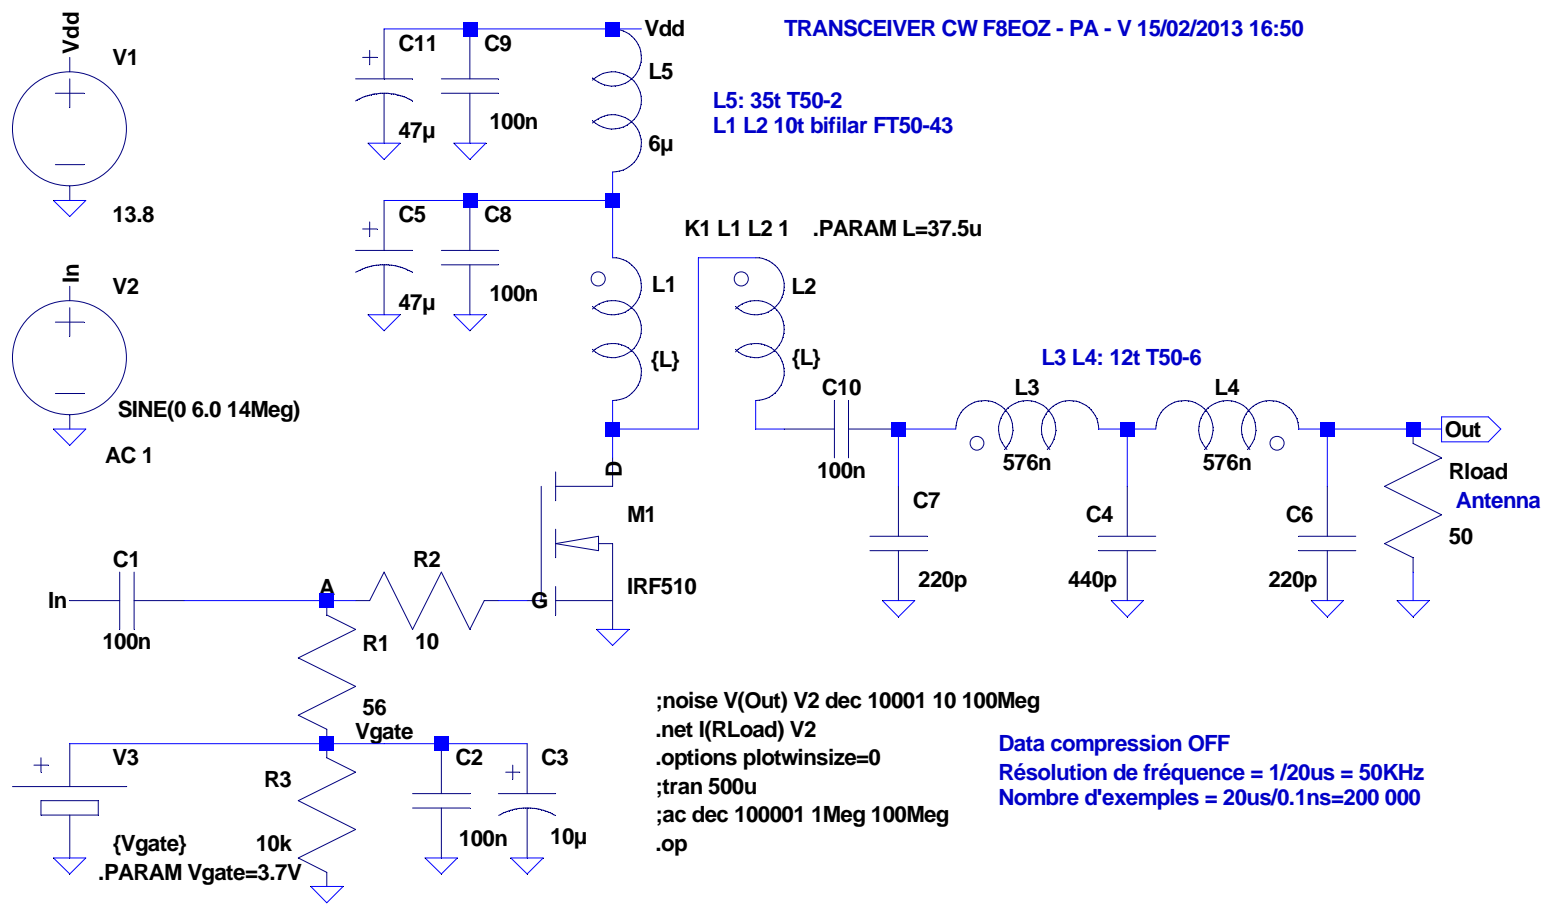 TRANSCEIVER CW F8EOZ - PA - V 15/02/2013 16:50
Vdd
V1
13.8
In
V2
SINE(0 6.0 14Meg)
AC 1
C11
47µ
C9
100n
Vdd
L5
6µ
L5: 35t T50-2
L1 L2 10t bifilar FT50-43
C5
47µ
C8
100n
K1 L1 L2 1
.PARAM L=37.5u
L1
{L}
L2
{L}
C10
100n
L3 L4: 12t T50-6
L3
576n
L4
576n
Out
Rload
Antenna
50
C7
220p
C4
440p
C6
220p
D
M1
IRF510
G
In
C1
100n
A
R2
10
R1
56
Vgate
V3
{Vgate}
.PARAM Vgate=3.7V
R3
10k
C2
100n
C3
10µ
;noise V(Out) V2 dec 10001 10 100Meg
.net I(RLoad) V2
.options plotwinsize=0
;tran 500u
;ac dec 100001 1Meg 100Meg
.op
Data compression OFF
Résolution de fréquence = 1/20us = 50KHz
Nombre d'exemples = 20us/0.1ns=200 000